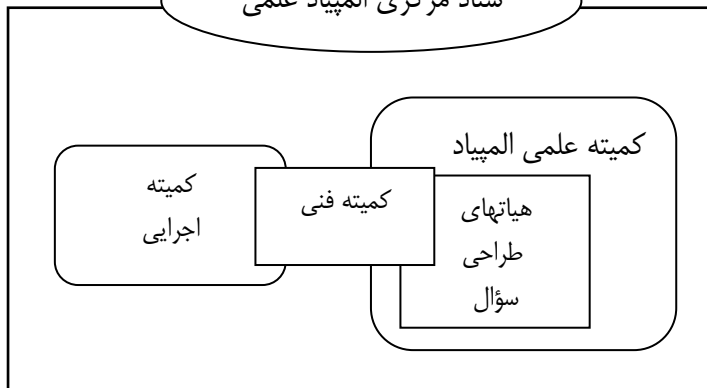 ستاد مرکزی المپیاد علمی
کمیته علمی المپیاد
هیاتهای
طراحی
سؤال
کمیته فنی
کمیته
اجرایی